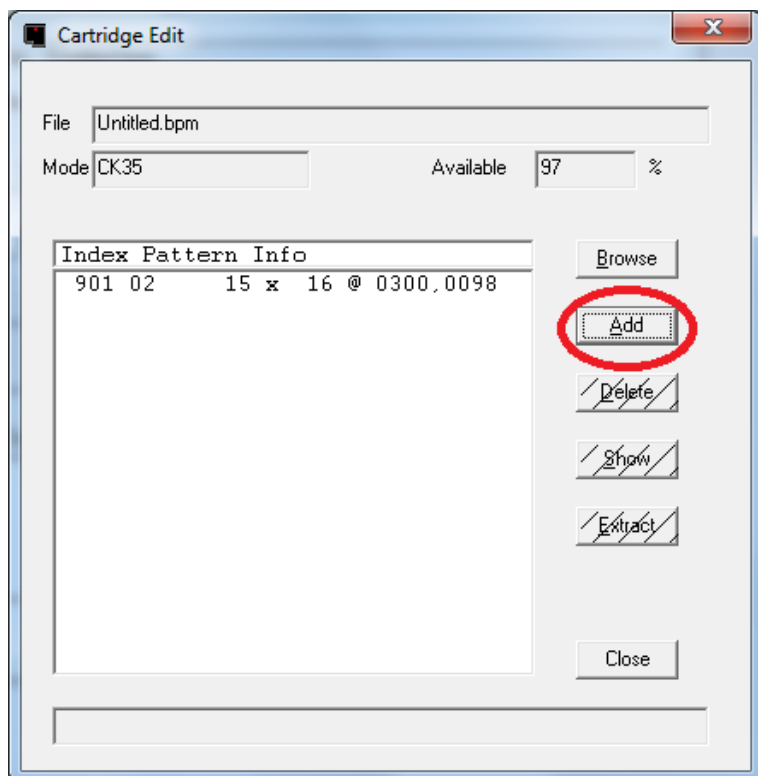 Cartridge Edit
X
File Untitled.bpm
Mode CK35 Available 97 %
Index Pattern Info
901 02 15 x 16 @ 0300,0098
Browse
Add
Delete
Show
Extract
Close